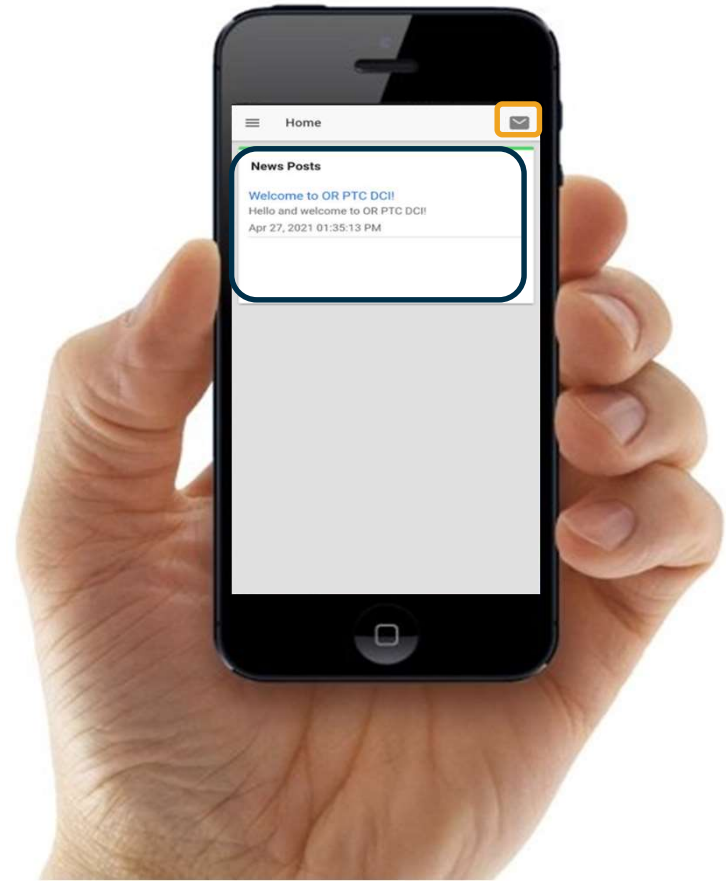 Home
News Posts
Welcome to OR PTC DCI!
Hello and welcome to OR PTC DCI!
Apr 27, 2021 01:35:13 PM